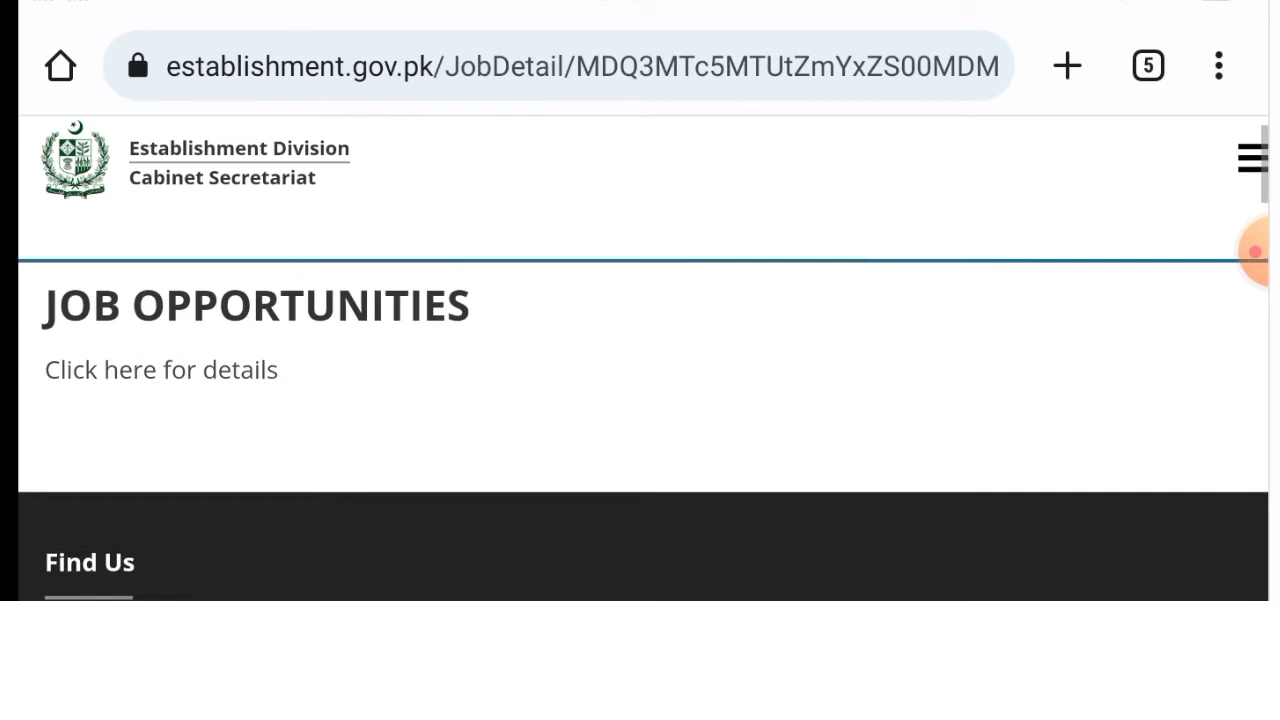 establishment.gov.pk/JobDetail/MDQ3MTc5MTUtZmYxZS00MDM
5
Establishment Division
Cabinet Secretariat
JOB OPPORTUNITIES
Click here for details
Find Us